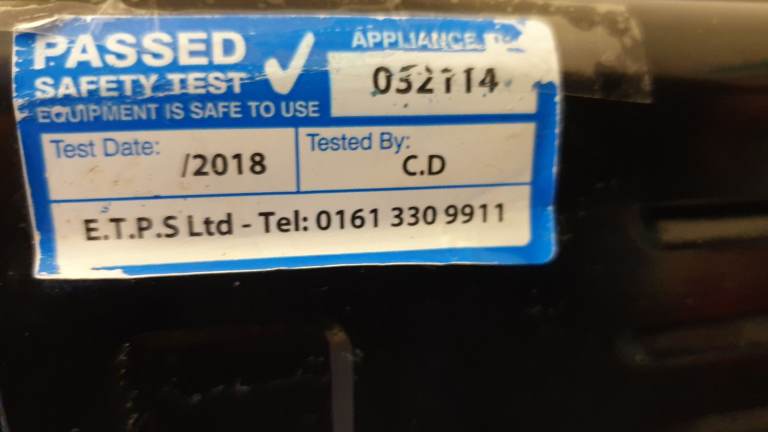 PASSED
SAFETY TEST
EQUIPMENT IS SAFE TO USE
APPLIANCE
032114
Test Date:
/2018
Tested By:
C.D
E.T.P.S Ltd - Tel: 0161 330 9911